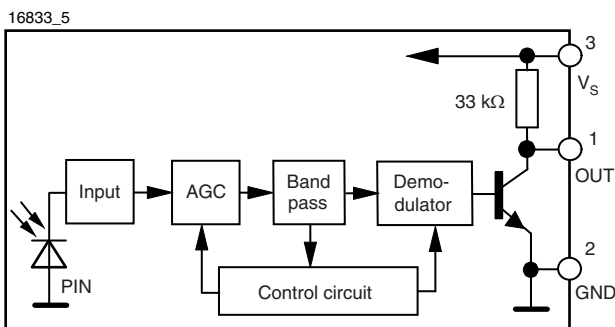 16833_5
3
V_S
33 kΩ
1
OUT
Input
AGC
Band
pass
Demo-
dulator
2
GND
PIN
Control circuit